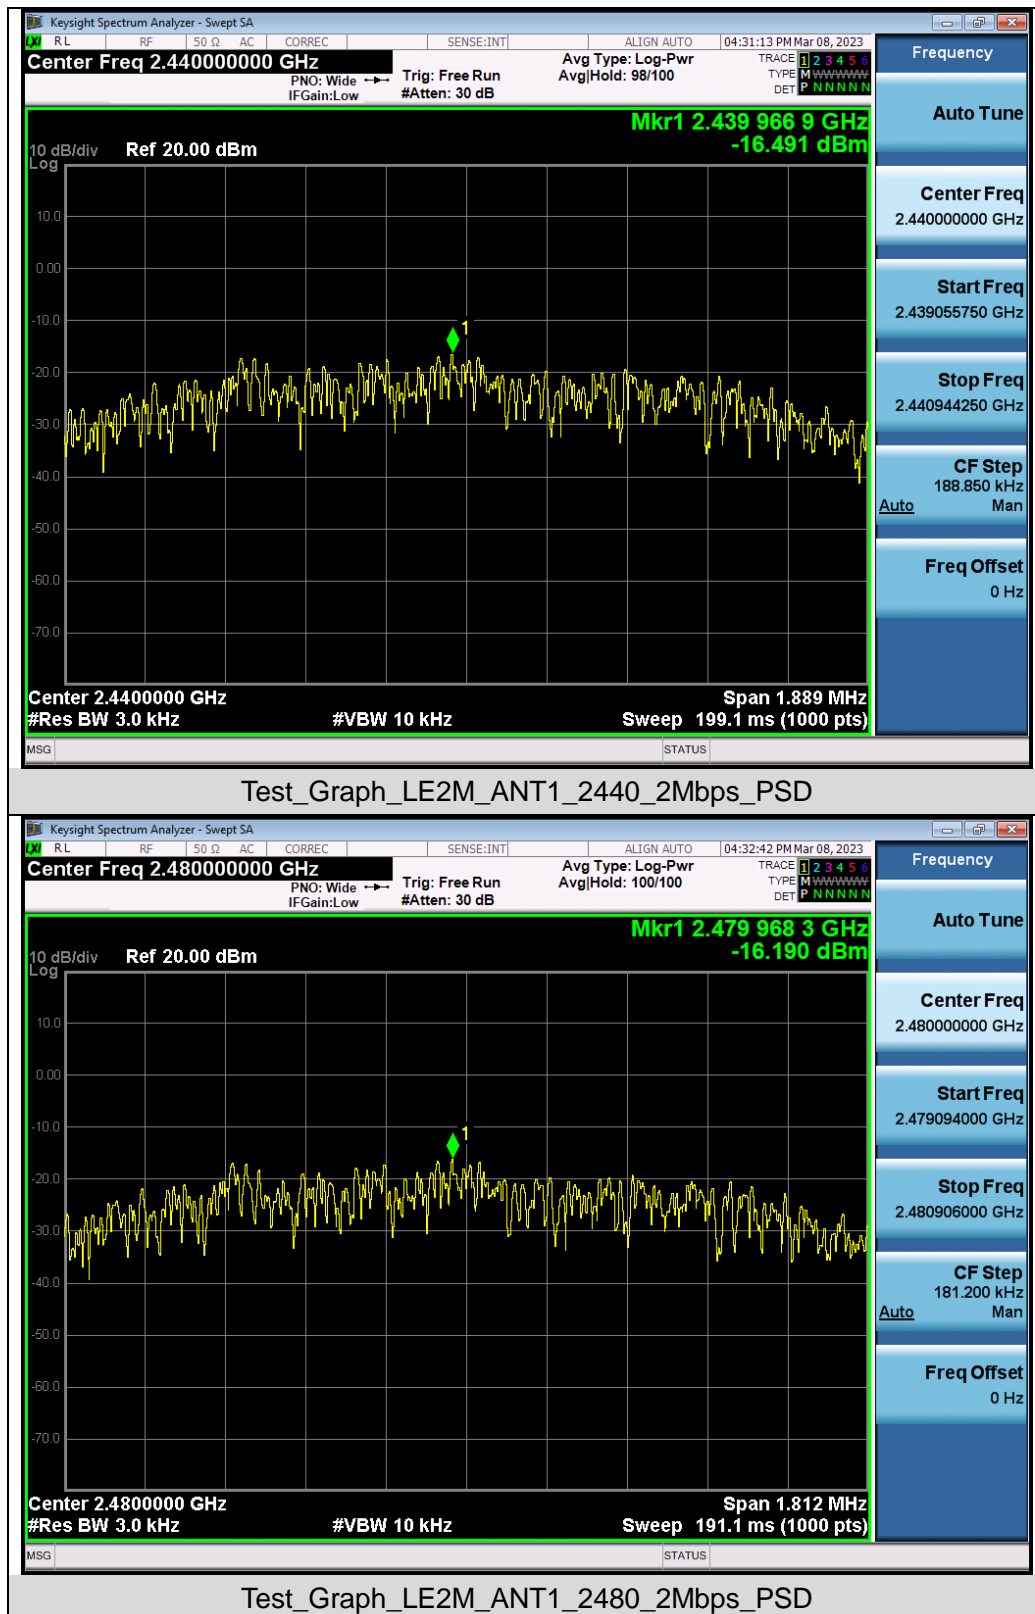 Keysight Spectrum Analyzer - Swept SA
LXI RL RF 50 Ω AC CORREC SENSE:INT ALIGN AUTO 04:31:13 PM Mar 08, 2023
Center Freq 2.440000000 GHz
PNO: Wide
IFGain:Low
Trig: Free Run
#Atten: 30 dB
Avg Type: Log-Pwr
Avg|Hold: 98/100
TRACE 1 2 3 4 5 6
TYPE M WWWWW
DET P N N N N N
Mkr1 2.439 966 9 GHz
-16.491 dBm
10 dB/div Ref 20.00 dBm
Log
10.0
0.00
-10.0
1
-20.0
-30.0
-40.0
-50.0
-60.0
-70.0
Center 2.4400000 GHz Span 1.889 MHz
#Res BW 3.0 kHz #VBW 10 kHz Sweep 199.1 ms (1000 pts)
MSG STATUS
Frequency
Auto Tune
Center Freq
2.440000000 GHz
Start Freq
2.439055750 GHz
Stop Freq
2.440944250 GHz
CF Step
188.850 kHz
Auto Man
Freq Offset
0 Hz
Test_Graph_LE2M_ANT1_2440_2Mbps_PSD
Keysight Spectrum Analyzer - Swept SA
LXI RL RF 50 Ω AC CORREC SENSE:INT ALIGN AUTO 04:32:42 PM Mar 08, 2023
Center Freq 2.480000000 GHz
PNO: Wide
IFGain:Low
Trig: Free Run
#Atten: 30 dB
Avg Type: Log-Pwr
Avg|Hold: 100/100
TRACE 1 2 3 4 5 6
TYPE M WWWWW
DET P N N N N N
Mkr1 2.479 968 3 GHz
-16.190 dBm
10 dB/div Ref 20.00 dBm
Log
10.0
0.00
-10.0
1
-20.0
-30.0
-40.0
-50.0
-60.0
-70.0
Center 2.4800000 GHz Span 1.812 MHz
#Res BW 3.0 kHz #VBW 10 kHz Sweep 191.1 ms (1000 pts)
MSG STATUS
Frequency
Auto Tune
Center Freq
2.480000000 GHz
Start Freq
2.479094000 GHz
Stop Freq
2.480906000 GHz
CF Step
181.200 kHz
Auto Man
Freq Offset
0 Hz
Test_Graph_LE2M_ANT1_2480_2Mbps_PSD